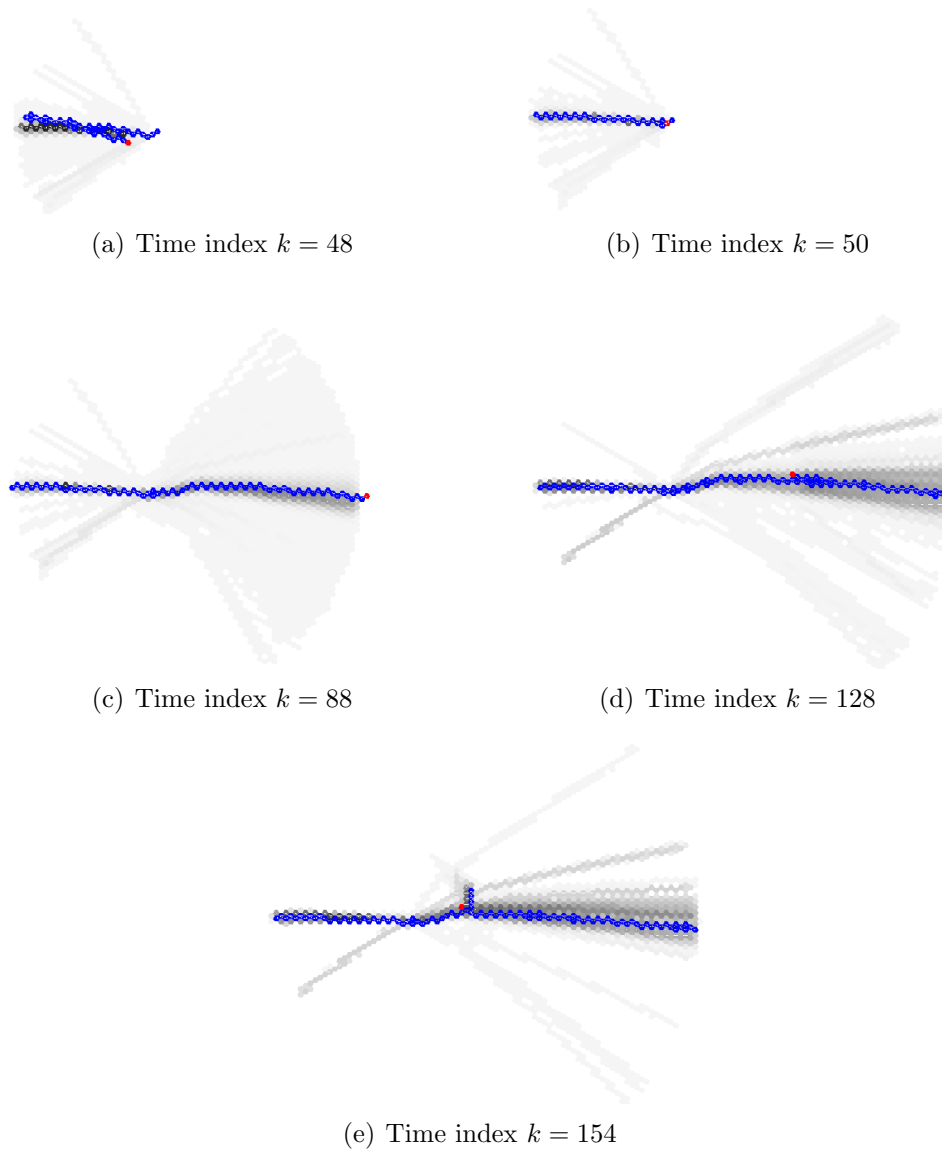 (a) Time index k = 48
(b) Time index k = 50
(c) Time index k = 88
(d) Time index k = 128
(e) Time index k = 154